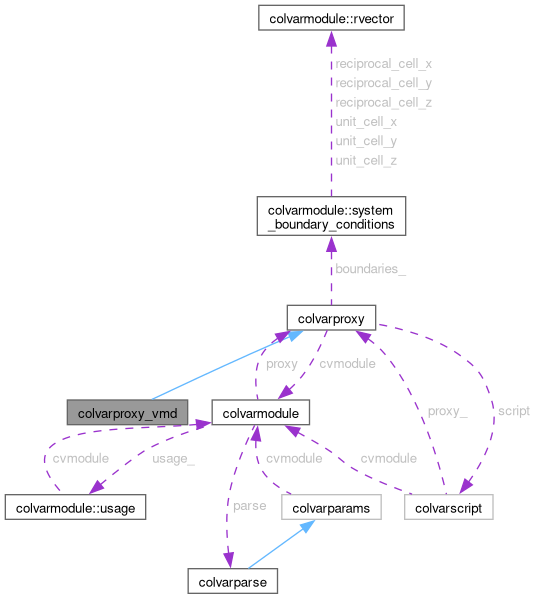 colvarmodule::rvector
reciprocal_cell_x
reciprocal_cell_y
reciprocal_cell_z
unit_cell_x
unit_cell_y
unit_cell_z
colvarmodule::system
_boundary_conditions
boundaries_
colvarproxy
proxy
cvmodule
colvarproxy_vmd
colvarmodule
proxy_
script
cvmodule
usage_
cvmodule
cvmodule
colvarmodule::usage
parse
colvarparams
colvarscript
colvarparse